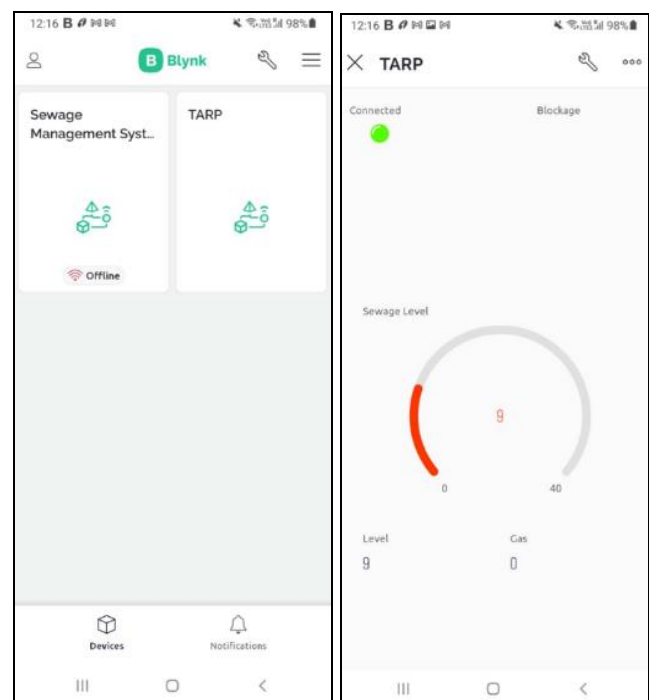 12:16 B
98%
B Blynk
Sewage
Management Syst...
TARP
Offline
Devices
Notifications
12:16 B
98%
TARP
Connected
Blockage
Sewage Level
9
0
40
Level
Gas
9
0